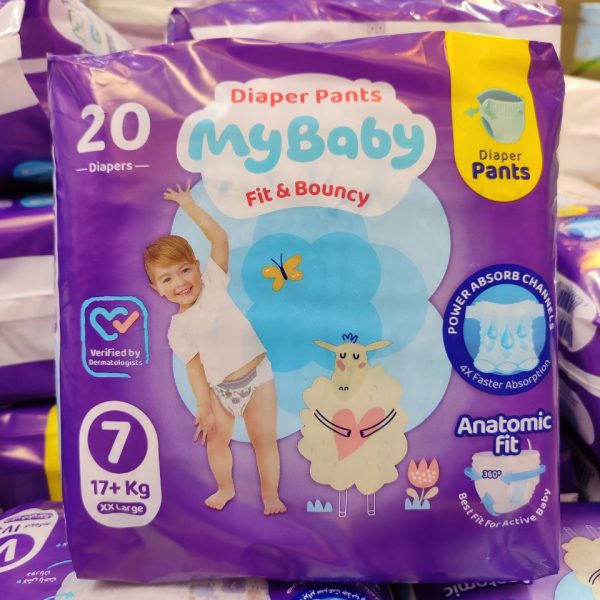 20
Diapers
Diaper Pants
MyBaby
Fit & Bouncy
Diaper
Pants
POWER ABSORB CHANNELS
4X Faster Absorption
Verified by
Dermatologists
7
17+ Kg
XX Large
Anatomic
fit
360°
Best Fit For Active Baby
Anatomic